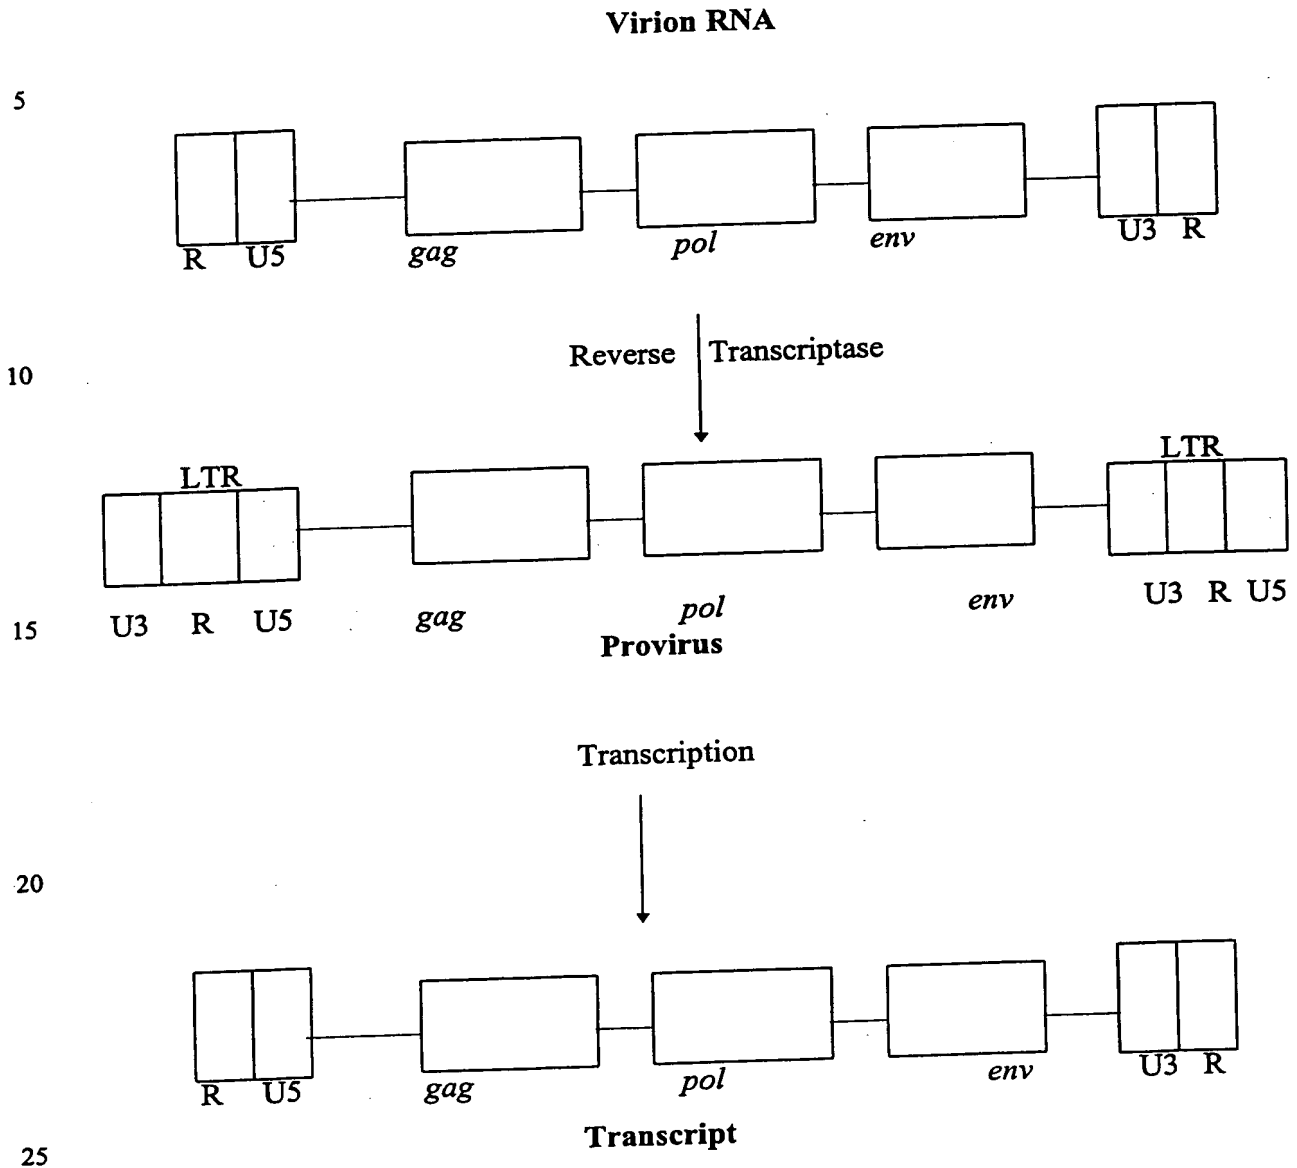 Virion RNA
5
R U5 gag pol env U3 R
Reverse Transcriptase
10
LTR LTR
U3 R U5 gag pol env U3 R U5
15
Provirus
Transcription
20
R U5 gag pol env U3 R
Transcript
25